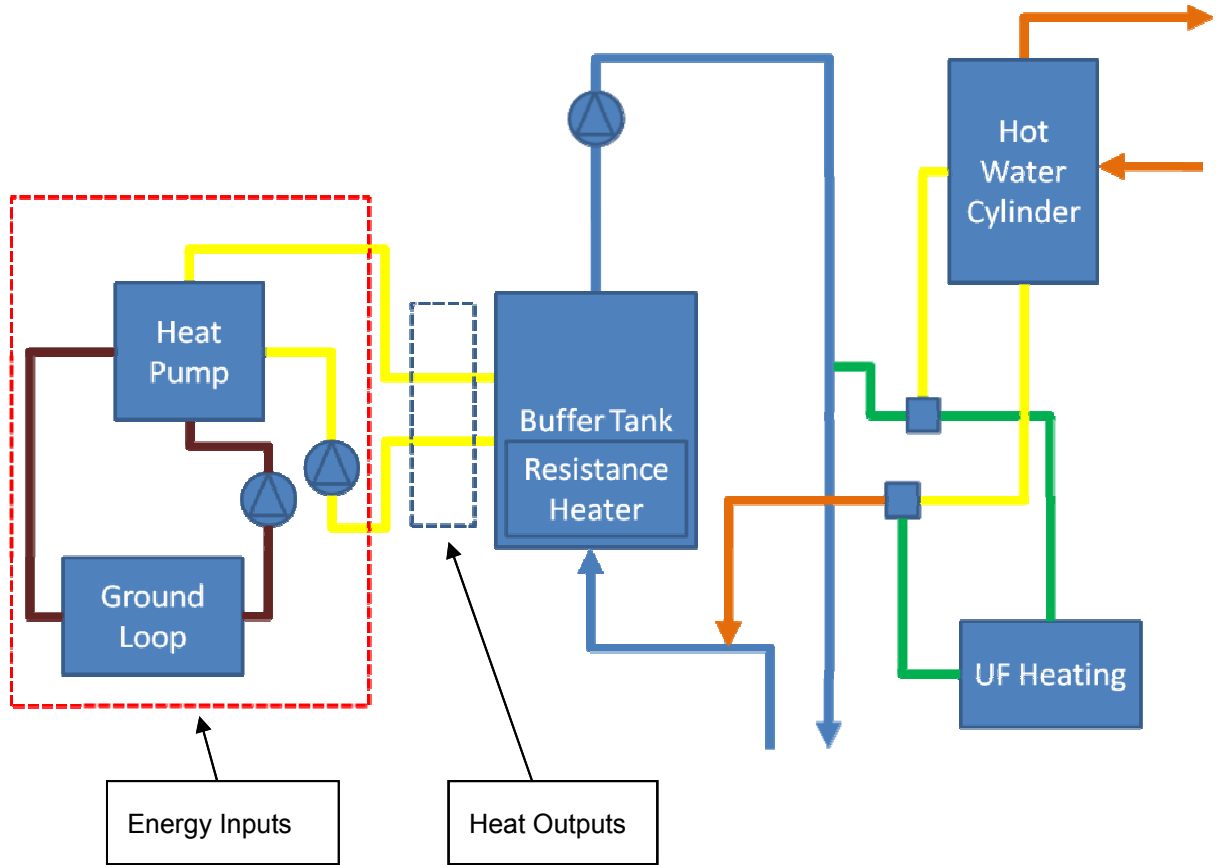 Hot
Water
Cylinder
Heat
Pump
Buffer Tank
Resistance
Heater
Ground
Loop
UF Heating
Energy Inputs
Heat Outputs